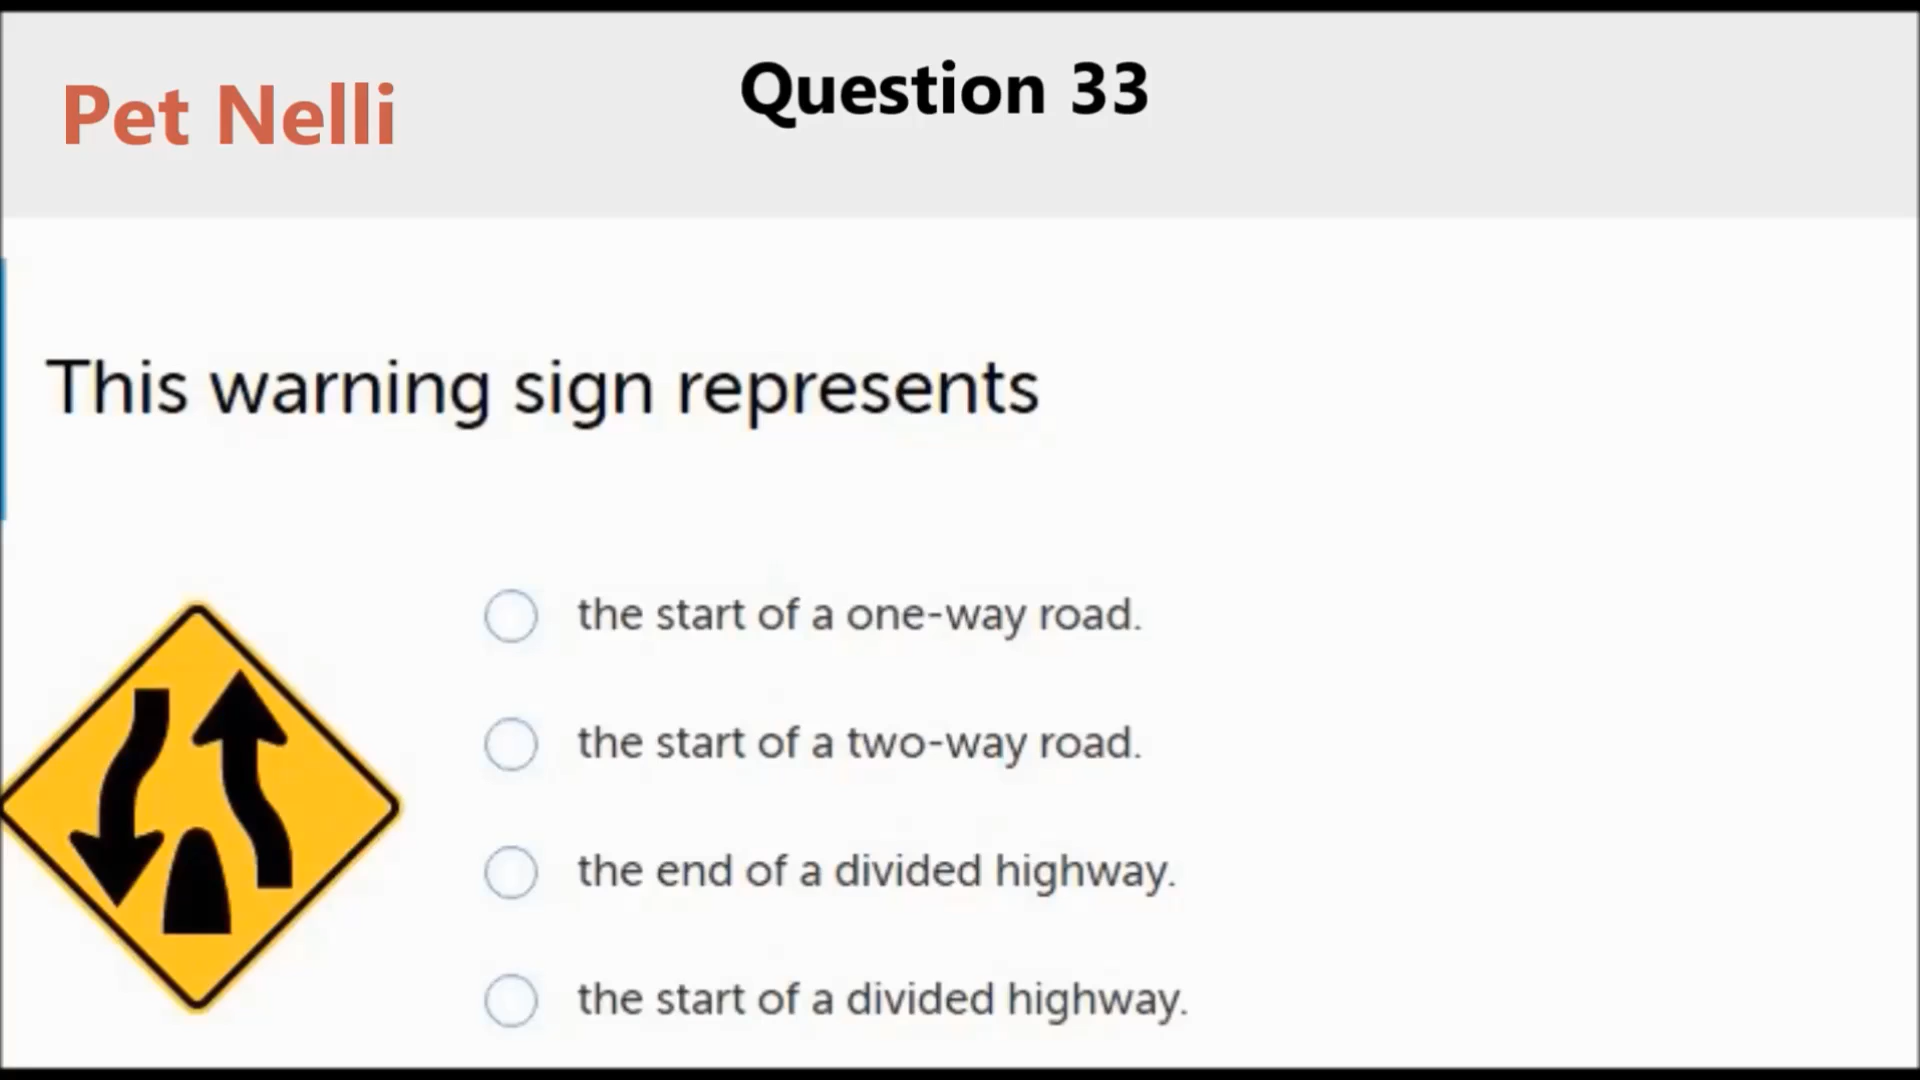 Pet Nelli
Question 33
This warning sign represents
the start of a one-way road.
the start of a two-way road.
the end of a divided highway.
the start of a divided highway.